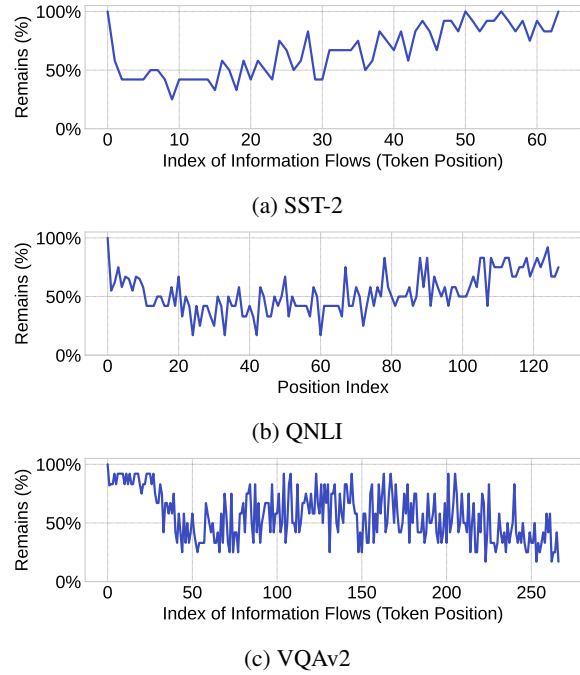 Remains (%)
100%
50%
0%
0 10 20 30 40 50 60
Index of Information Flows (Token Position)
(a) SST-2
Remains (%)
100%
50%
0%
0 20 40 60 80 100 120
Position Index
(b) QNLI
Remains (%)
100%
50%
0%
0 50 100 150 200 250
Index of Information Flows (Token Position)
(c) VQAv2